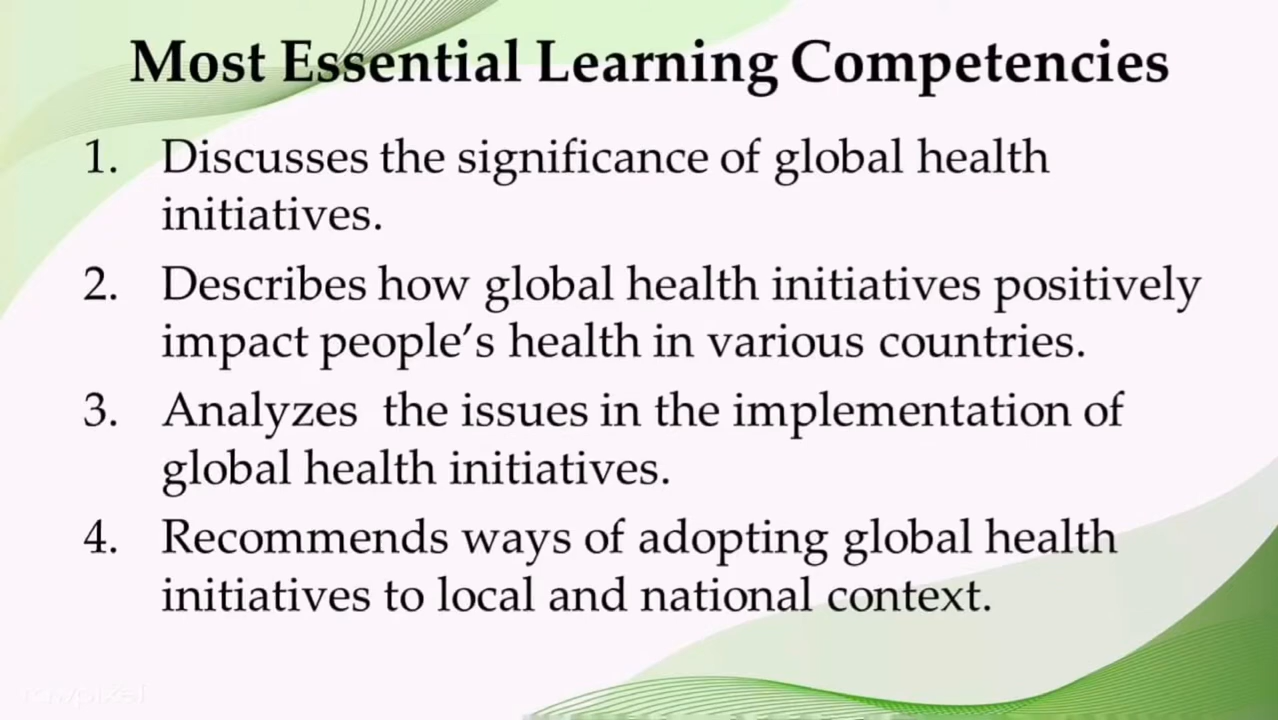 Most Essential Learning Competencies
1. Discusses the significance of global health
initiatives.
2. Describes how global health initiatives positively
impact people’s health in various countries.
3. Analyzes the issues in the implementation of
global health initiatives.
4. Recommends ways of adopting global health
initiatives to local and national context.
rawpixel